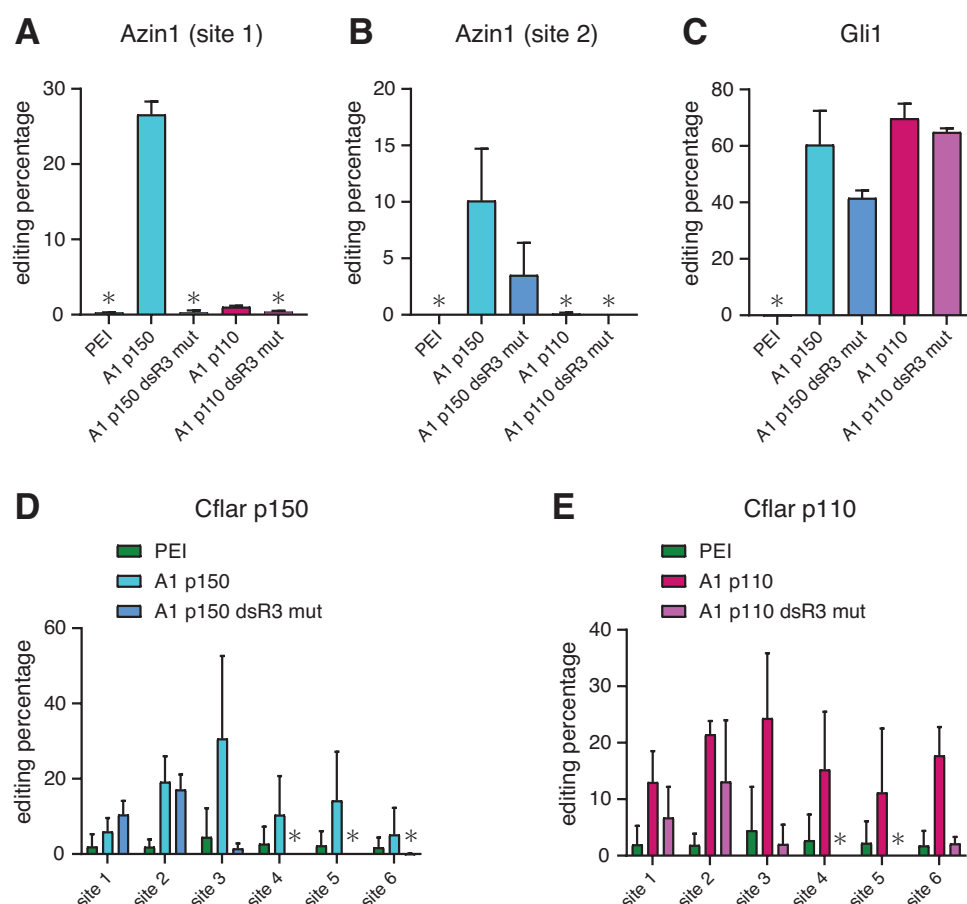 A Azin1 (site 1)
B Azin1 (site 2)
C Gli1
editing percentage
30
20
10
0
* * *
PEI
A1 p150
A1 p150 dsR3 mut
A1 p110
A1 p110 dsR3 mut
editing percentage
20
15
10
5
0
* * *
PEI
A1 p150
A1 p150 dsR3 mut
A1 p110
A1 p110 dsR3 mut
editing percentage
80
60
40
20
0
*
PEI
A1 p150
A1 p150 dsR3 mut
A1 p110
A1 p110 dsR3 mut
D Cflar p150
PEI
A1 p150
A1 p150 dsR3 mut
editing percentage
60
40
20
0
* * *
site 1
site 2
site 3
site 4
site 5
site 6
E Cflar p110
PEI
A1 p110
A1 p110 dsR3 mut
editing percentage
40
30
20
10
0
* *
site 1
site 2
site 3
site 4
site 5
site 6